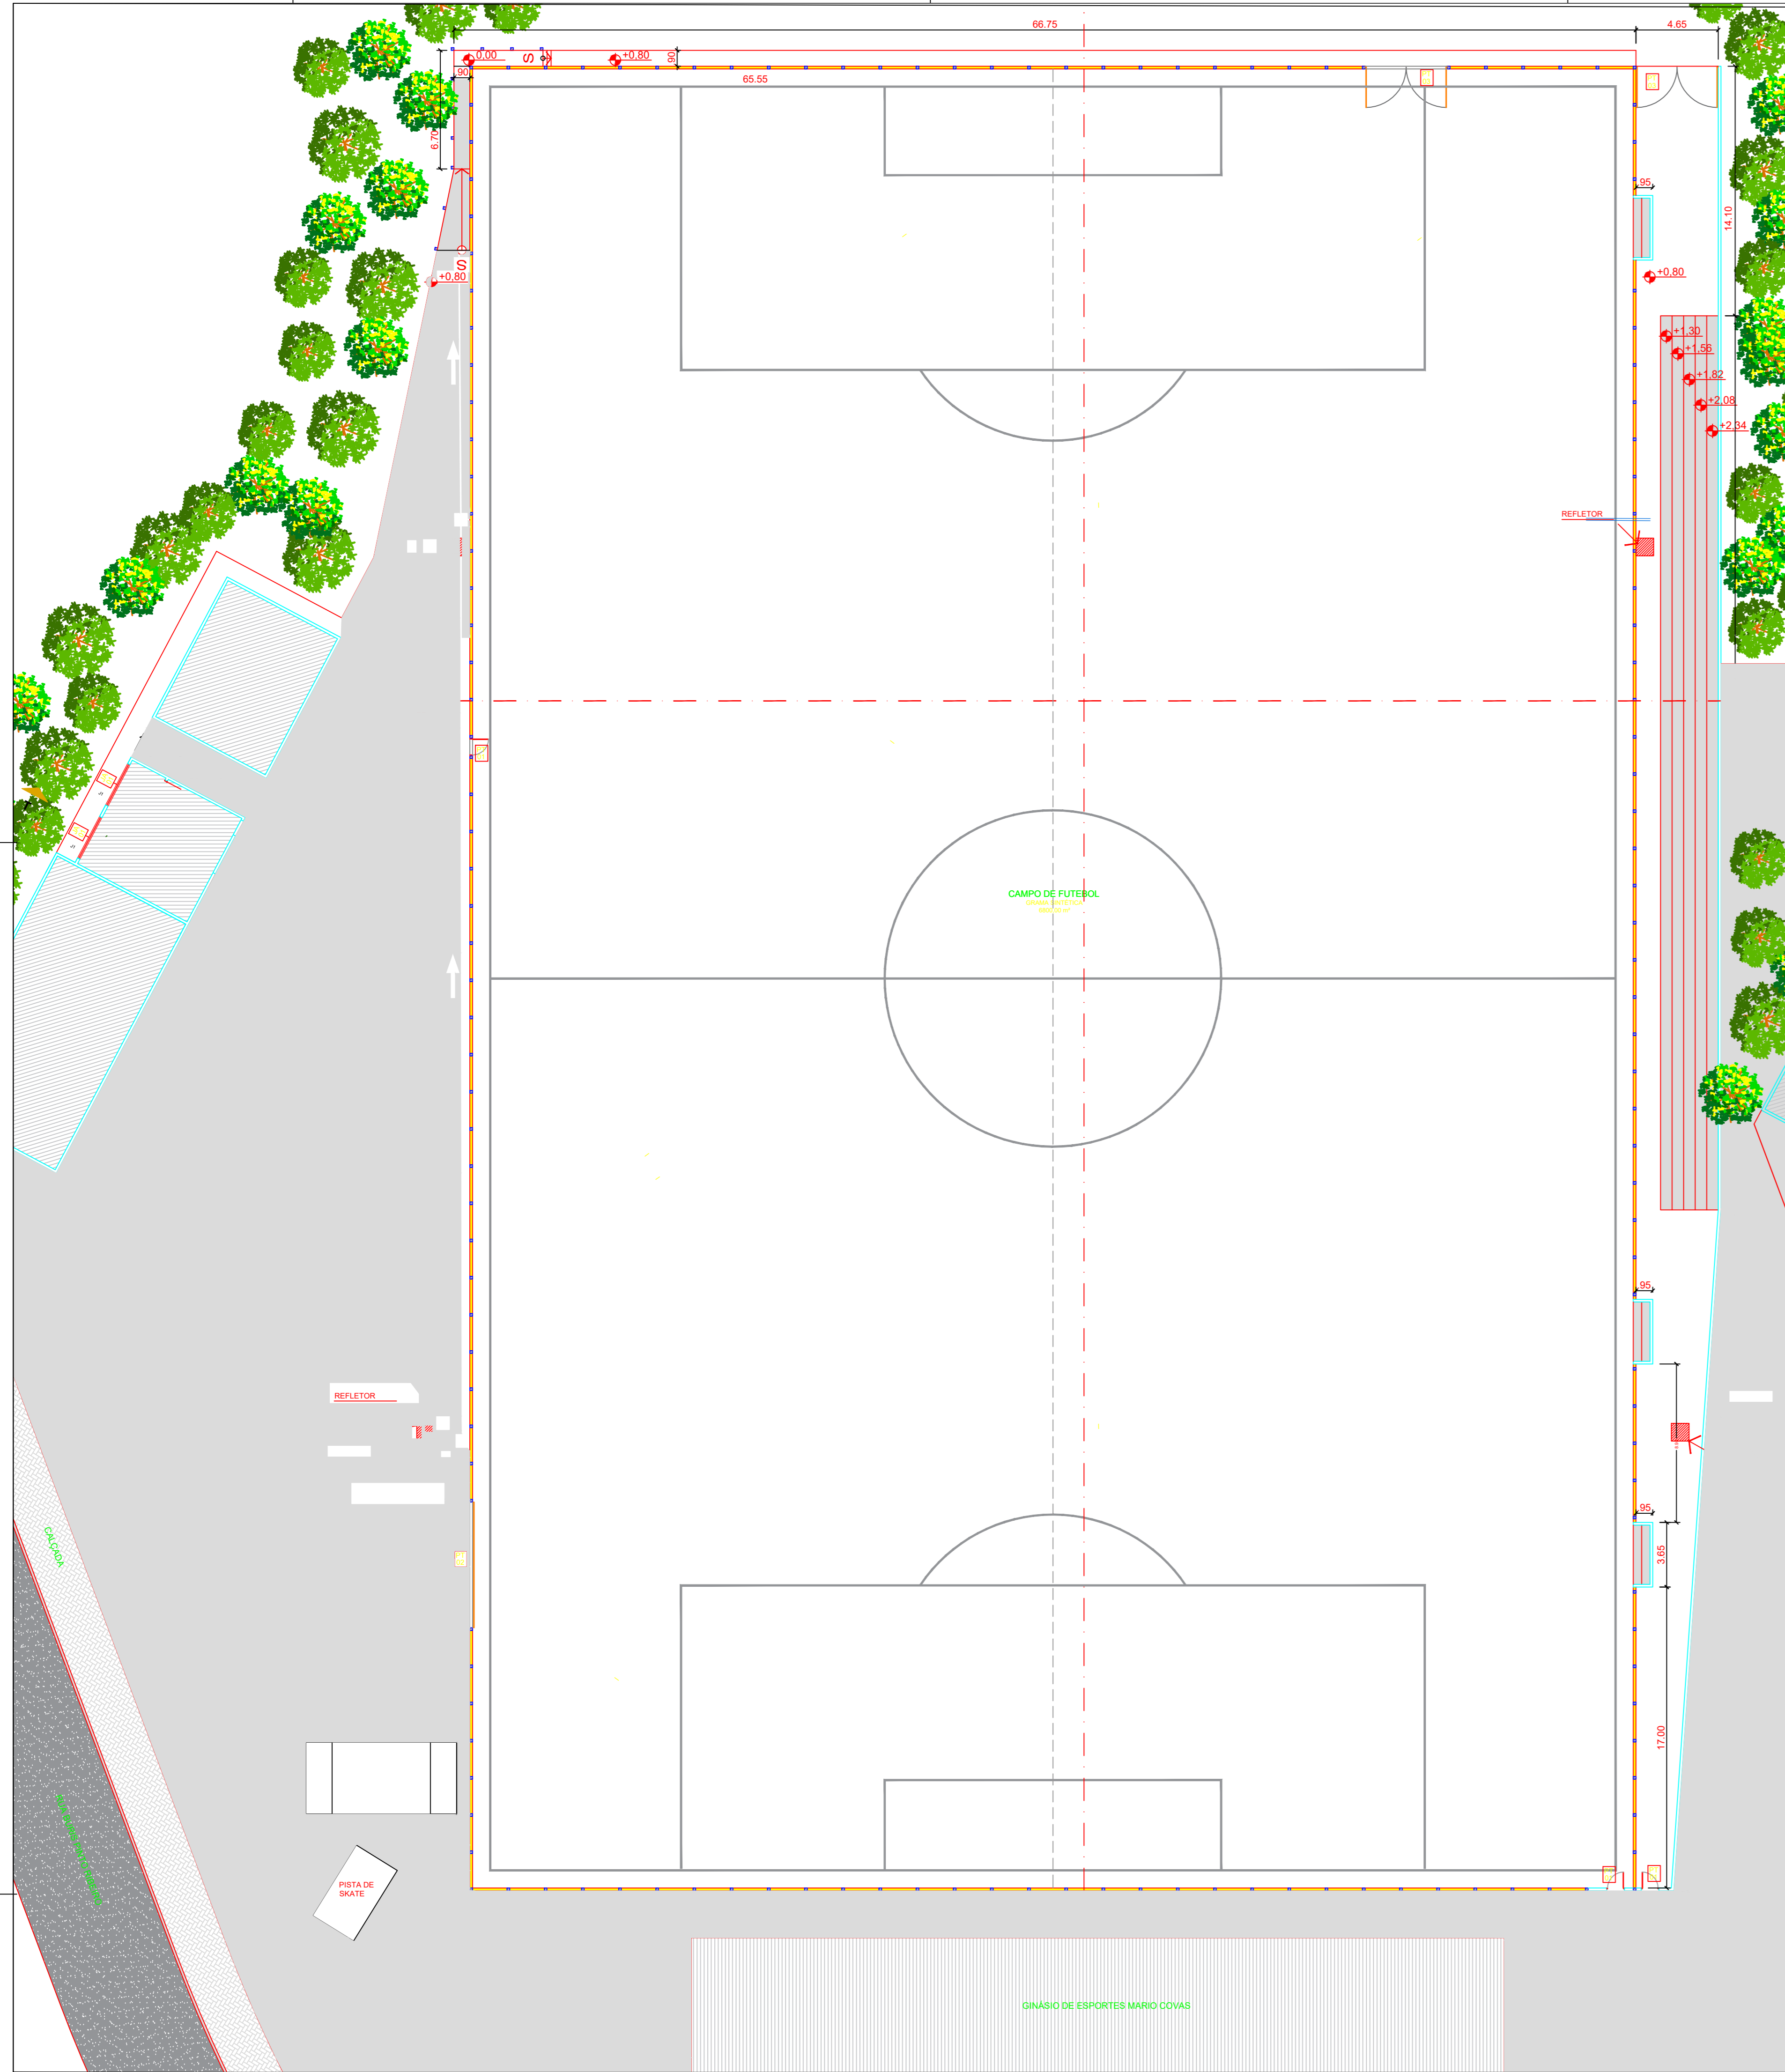 66.75
4.65
0,00
S
+0,80
90
90
65.55
6.70
95
14.10
S
+0,80
+0,80
+1,30
+1,56
+1,82
+2,08
+2,34
REFLETOR
CAMPO DE FUTEBOL
GRAMA SINTÉTICA
95
REFLETOR
95
3.65
CALÇADA
17.00
PISTA DE
SKATE
GINÁSIO DE ESPORTES MARIO COVAS